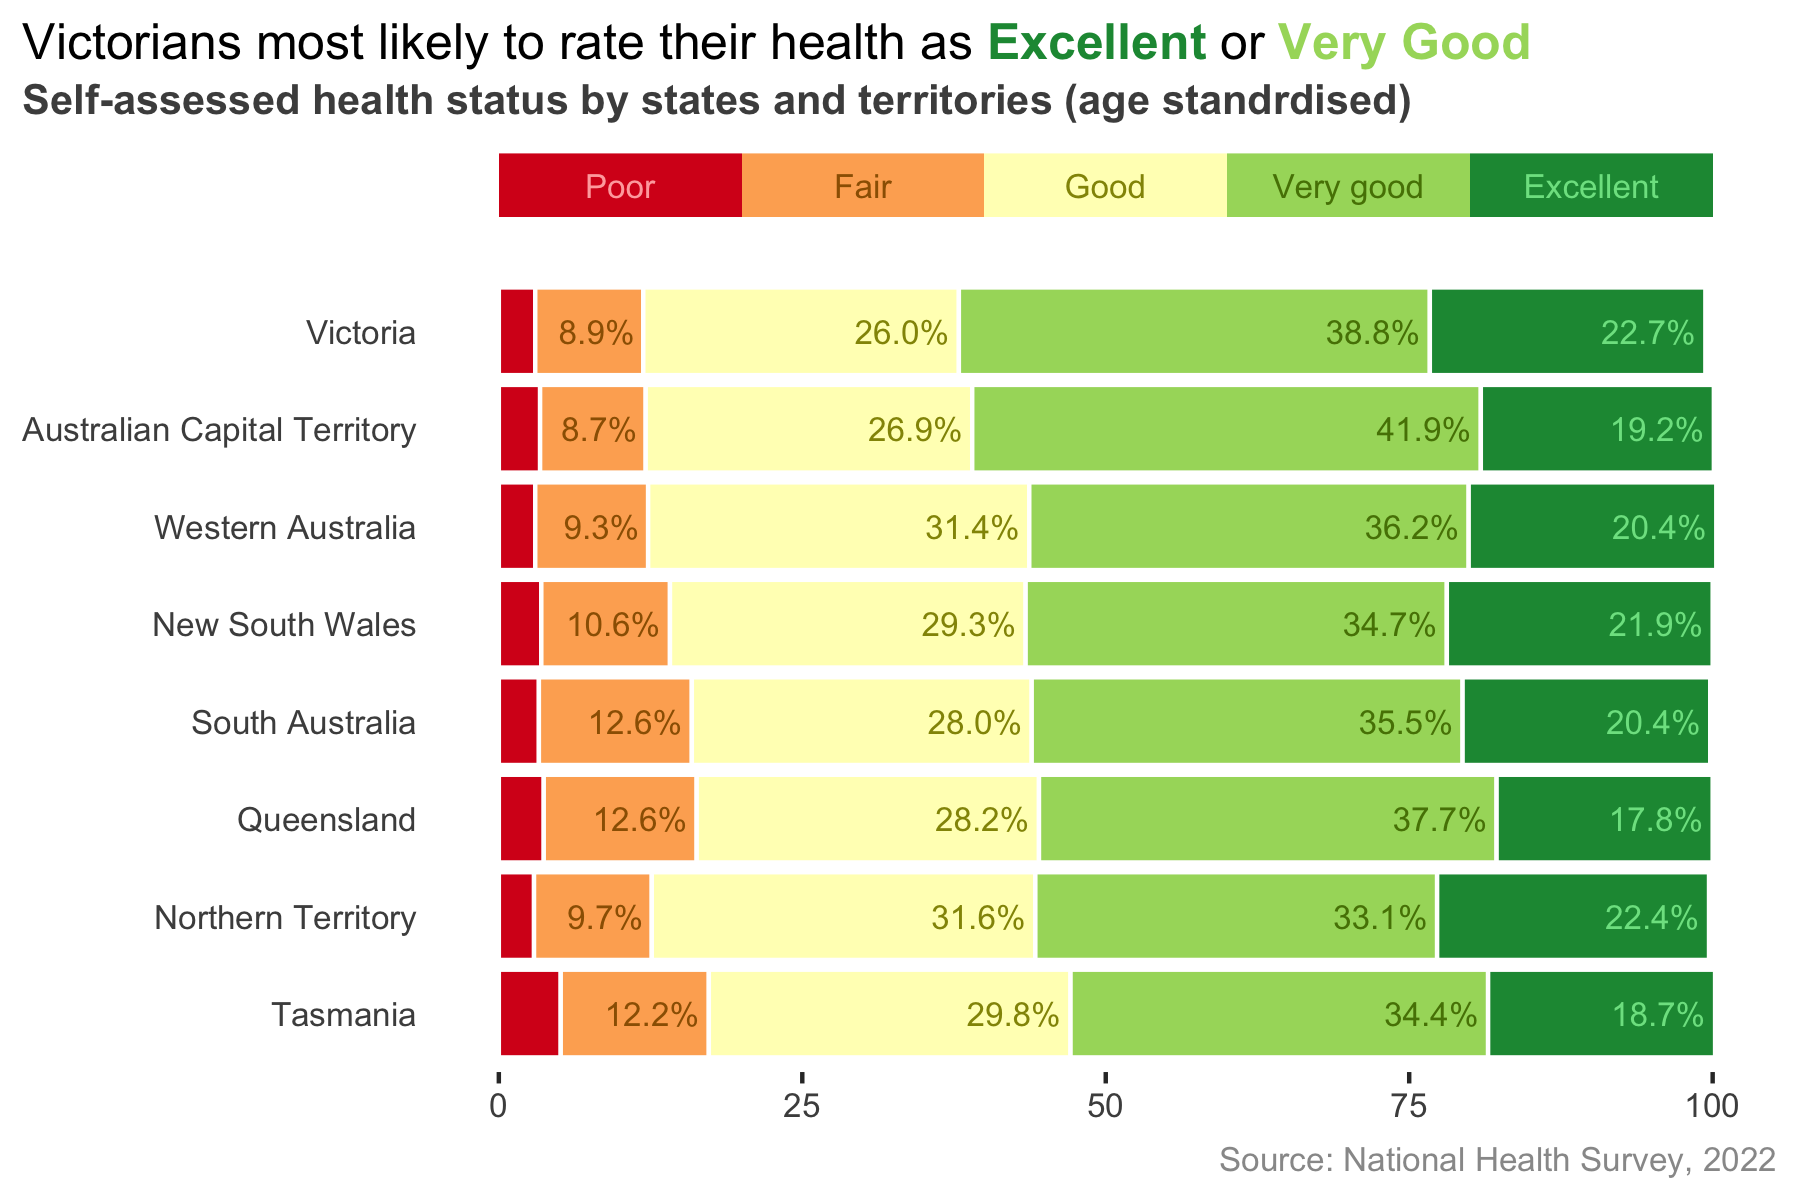 Victorians most likely to rate their health as Excellent or Very Good
Self-assessed health status by states and territories (age standrdised)
Poor Fair Good Very good Excellent
Victoria 8.9% 26.0% 38.8% 22.7%
Australian Capital Territory 8.7% 26.9% 41.9% 19.2%
Western Australia 9.3% 31.4% 36.2% 20.4%
New South Wales 10.6% 29.3% 34.7% 21.9%
South Australia 12.6% 28.0% 35.5% 20.4%
Queensland 12.6% 28.2% 37.7% 17.8%
Northern Territory 9.7% 31.6% 33.1% 22.4%
Tasmania 12.2% 29.8% 34.4% 18.7%
0 25 50 75 100
Source: National Health Survey, 2022